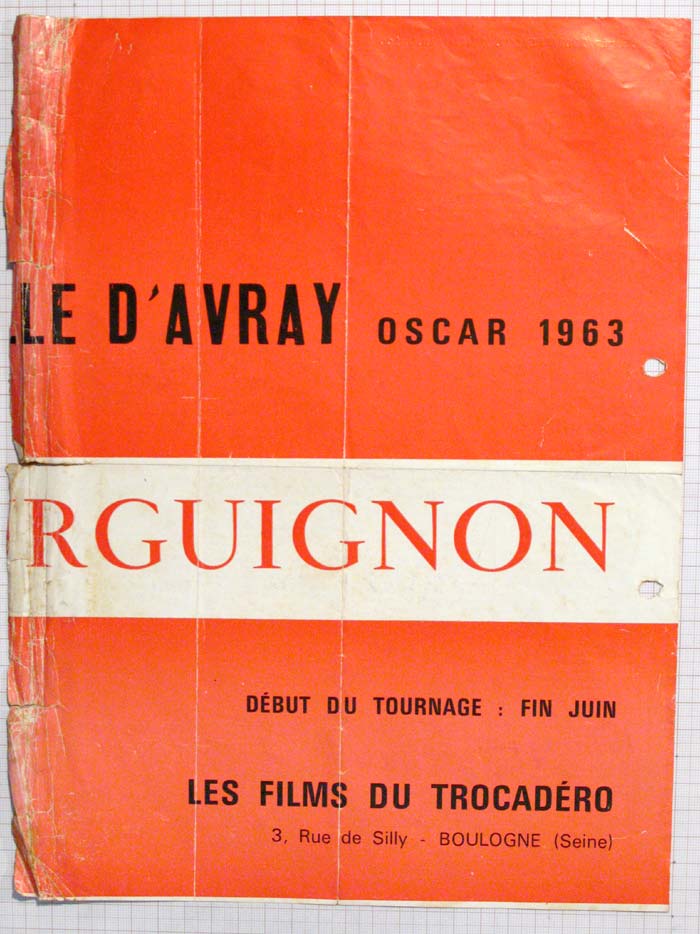 LLE D'AVRAY OSCAR 1963
RGUIGNON
DÉBUT DU TOURNAGE : FIN JUIN
LES FILMS DU TROCADÉRO
3, Rue de Silly - BOULOGNE (Seine)